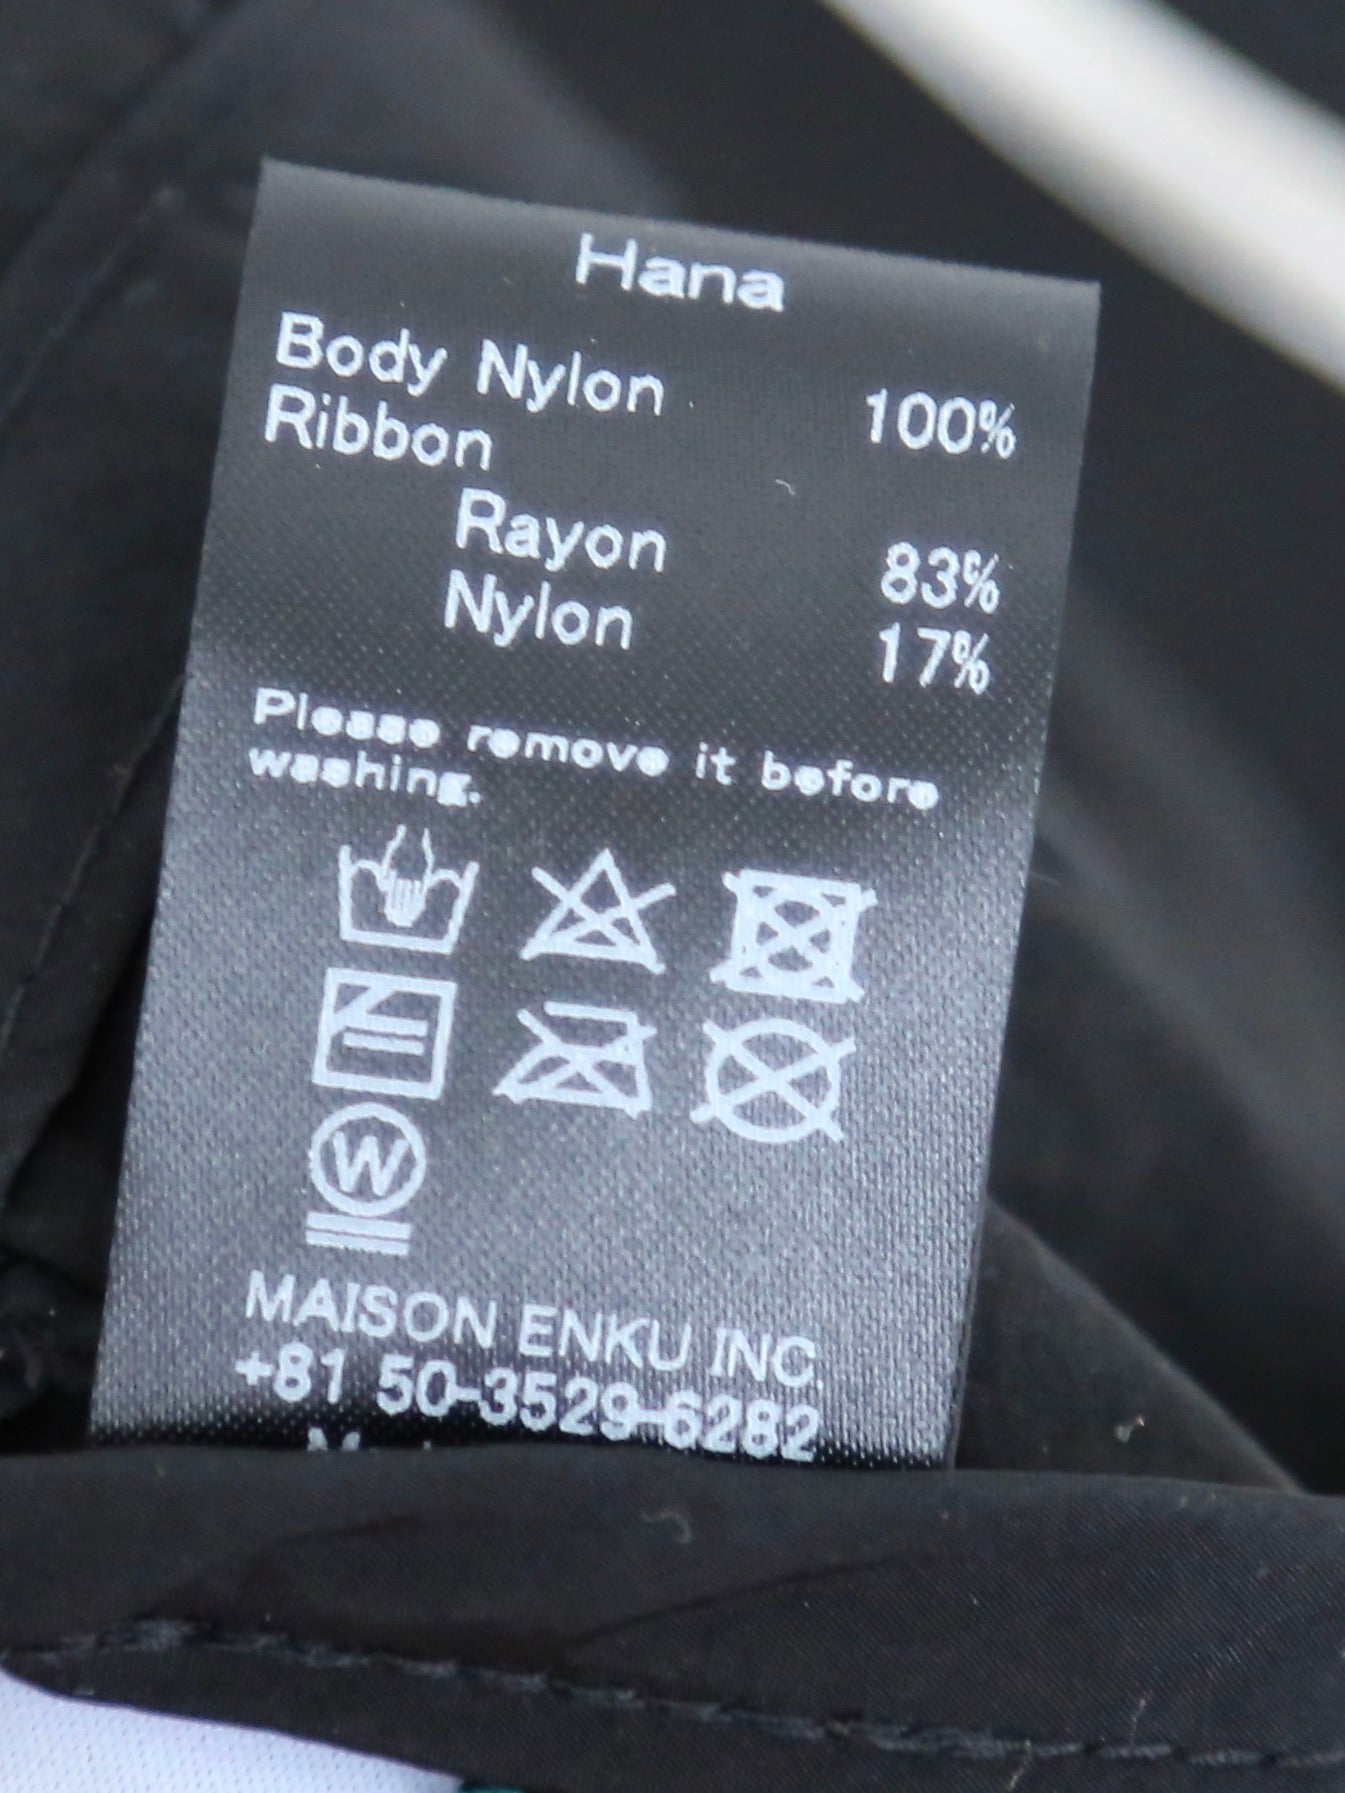 Hana
Body Nylon 100%
Ribbon
Rayon 83%
Nylon 17%
Please remove it before
washing.
W
MAISON ENKU INC.
+81 50-3529-6282